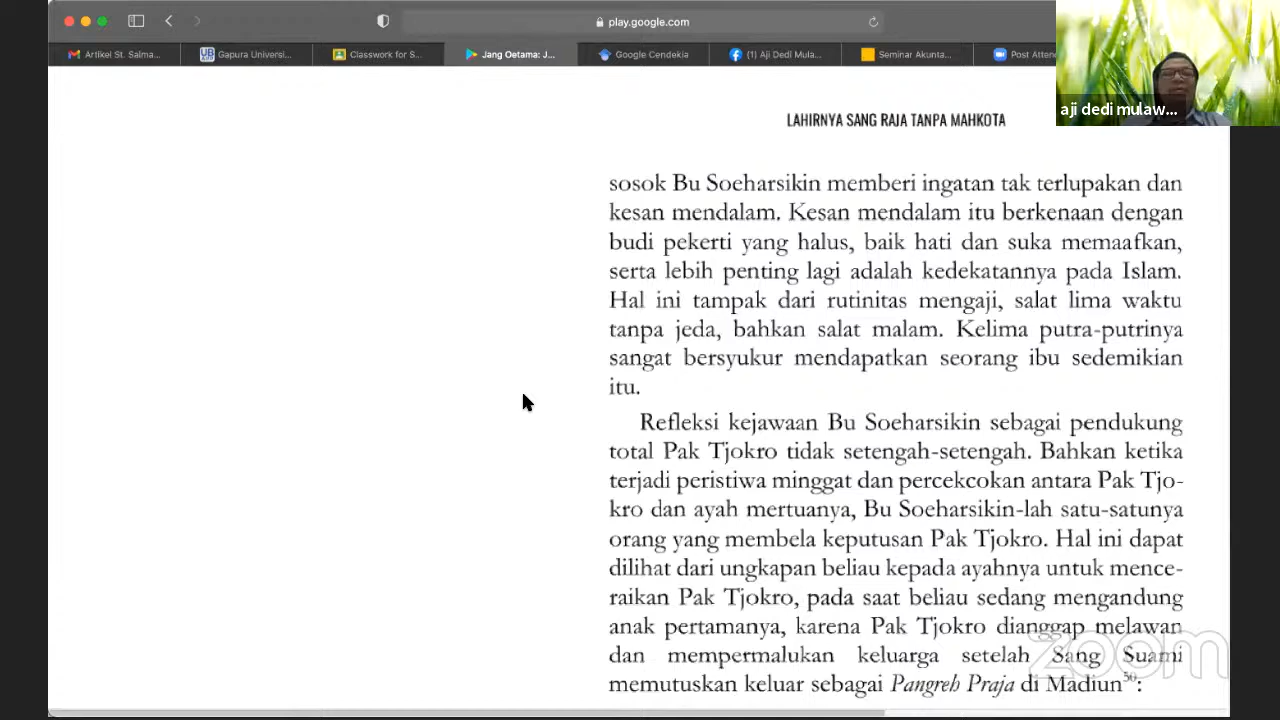 play.google.com
Artikel St. Salma...
Gapura Universi...
Classwork for S...
Jang Oetama: J...
Google Cendekia
(1) Aji Dedi Mula...
Seminar Akunta...
Post Atten
aji dedi mulaw...
LAHIRNYA SANG RAJA TANPA MAHKOTA
sosok Bu Soeharsikin memberi ingatan tak terlupakan dan
kesan mendalam. Kesan mendalam itu berkenaan dengan
budi pekerti yang halus, baik hati dan suka memaafkan,
serta lebih penting lagi adalah kedekatannya pada Islam.
Hal ini tampak dari rutinitas mengaji, salat lima waktu
tanpa jeda, bahkan salat malam. Kelima putra-putrinya
sangat bersyukur mendapatkan seorang ibu sedemikian
itu.
Refleksi kejawaan Bu Soeharsikin sebagai pendukung
total Pak Tjokro tidak setengah-setengah. Bahkan ketika
terjadi peristiwa minggat dan percekcokan antara Pak Tjo-
kro dan ayah mertuanya, Bu Soeharsikin-lah satu-satunya
orang yang membela keputusan Pak Tjokro. Hal ini dapat
dilihat dari ungkapan beliau kepada ayahnya untuk mence-
raikan Pak Tjokro, pada saat beliau sedang mengandung
anak pertamanya, karena Pak Tjokro dianggap melawan
dan mempermalukan keluarga setelah Sang Suami
memutuskan keluar sebagai Pangreh Praja di Madiun50:
zoom